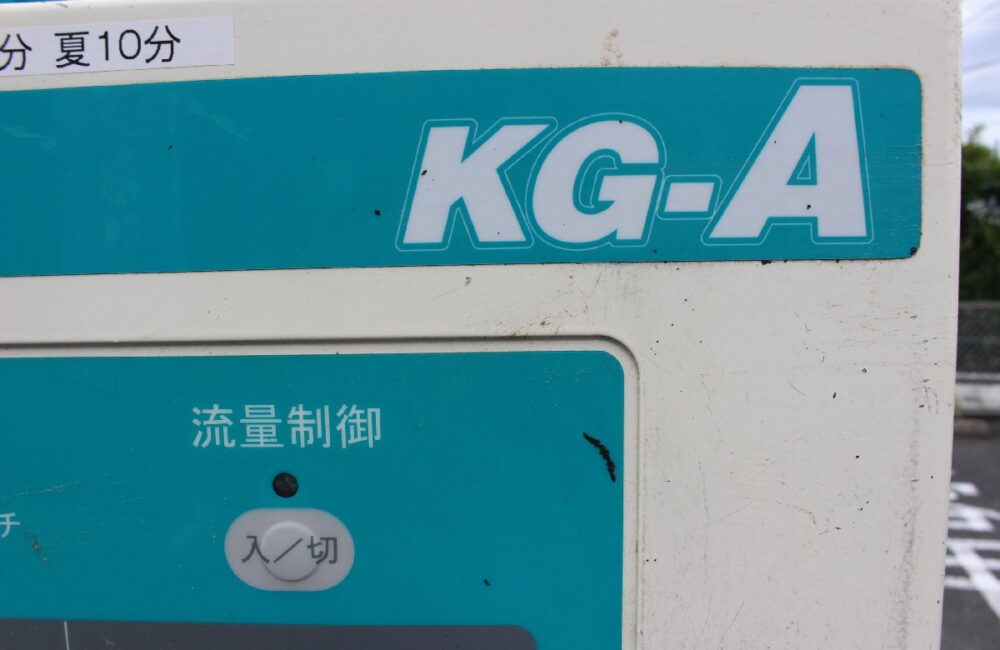 分 夏10分
KG-A
流量制御
チ
入／切